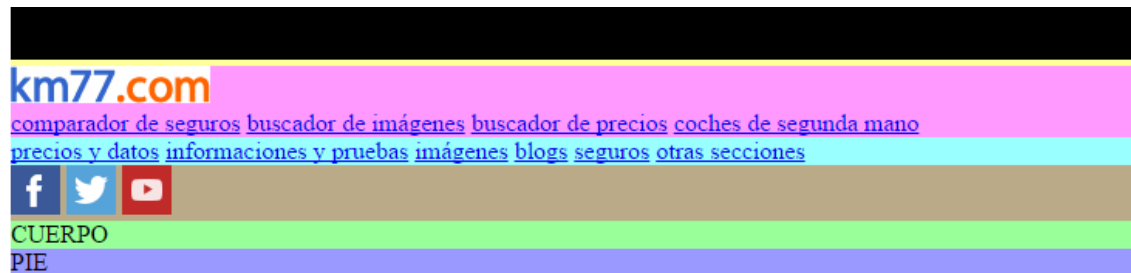 km77.com
comparador de seguros buscador de imágenes buscador de precios coches de segunda mano
precios y datos informaciones y pruebas imágenes blogs seguros otras secciones
f
CUERPO
PIE